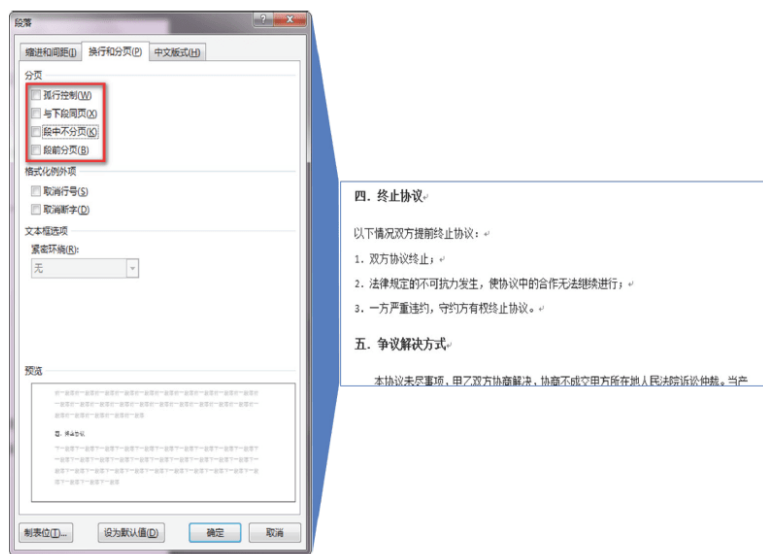 段落
缩进和间距(I) 换行和分页(P) 中文版式(H)
分页
孤行控制(W)
与下段同页(X)
段中不分页(K)
段前分页(B)
格式化例外项
取消行号(S)
取消断字(D)
文本框选项
紧密环绕(R):
无
预览
四. 终止协议
制表位(T)... 设为默认值(D) 确定 取消
四. 终止协议
以下情况双方提前终止协议:
1. 双方协议终止;
2. 法律规定的不可抗力发生,使协议中的合作无法继续进行;
3. 一方严重违约,守约方有权终止协议。
五. 争议解决方式
本协议未尽事项,甲乙双方协商解决,协商不成交甲方所在地人民法院诉讼仲裁。当产